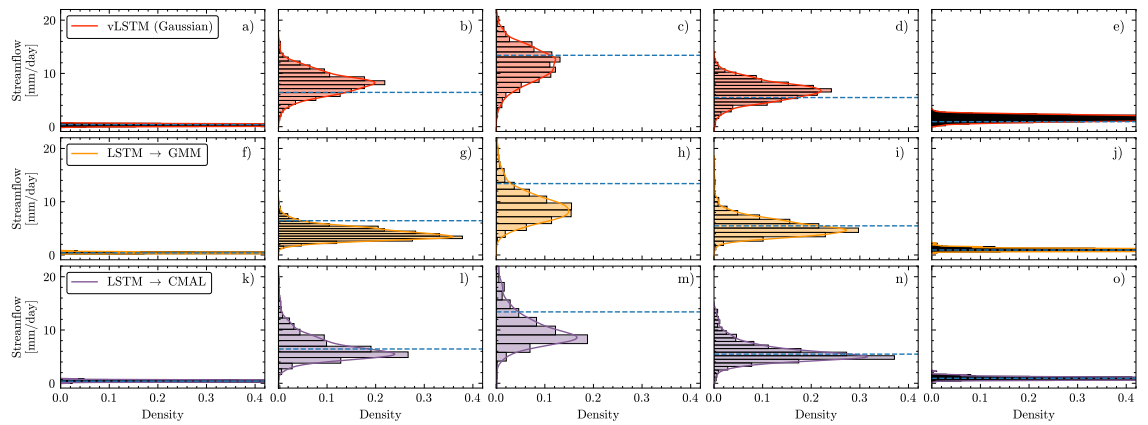 vLSTM (Gaussian)
a)
b)
c)
d)
e)
20
10
0
Streamflow
[mm/day]
LSTM → GMM
f)
g)
h)
i)
j)
20
10
0
Streamflow
[mm/day]
LSTM → CMAL
k)
l)
m)
n)
o)
20
10
0
Streamflow
[mm/day]
0.0 0.1 0.2 0.3 0.4
0.0 0.1 0.2 0.3 0.4
0.0 0.1 0.2 0.3 0.4
0.0 0.1 0.2 0.3 0.4
0.0 0.1 0.2 0.3 0.4
Density
Density
Density
Density
Density